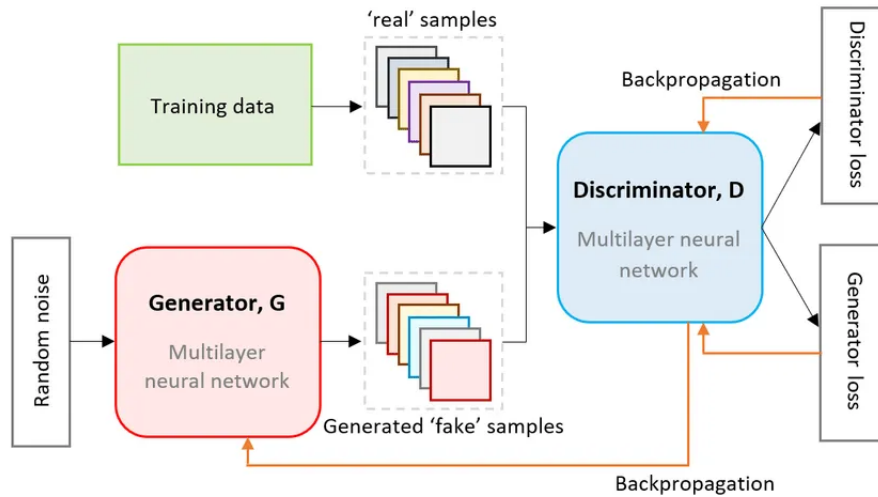 ‘real’ samples
Training data
Backpropagation
Discriminator loss
Discriminator, D
Multilayer neural
network
Random noise
Generator, G
Multilayer
neural network
Generated ‘fake’ samples
Generator loss
Backpropagation